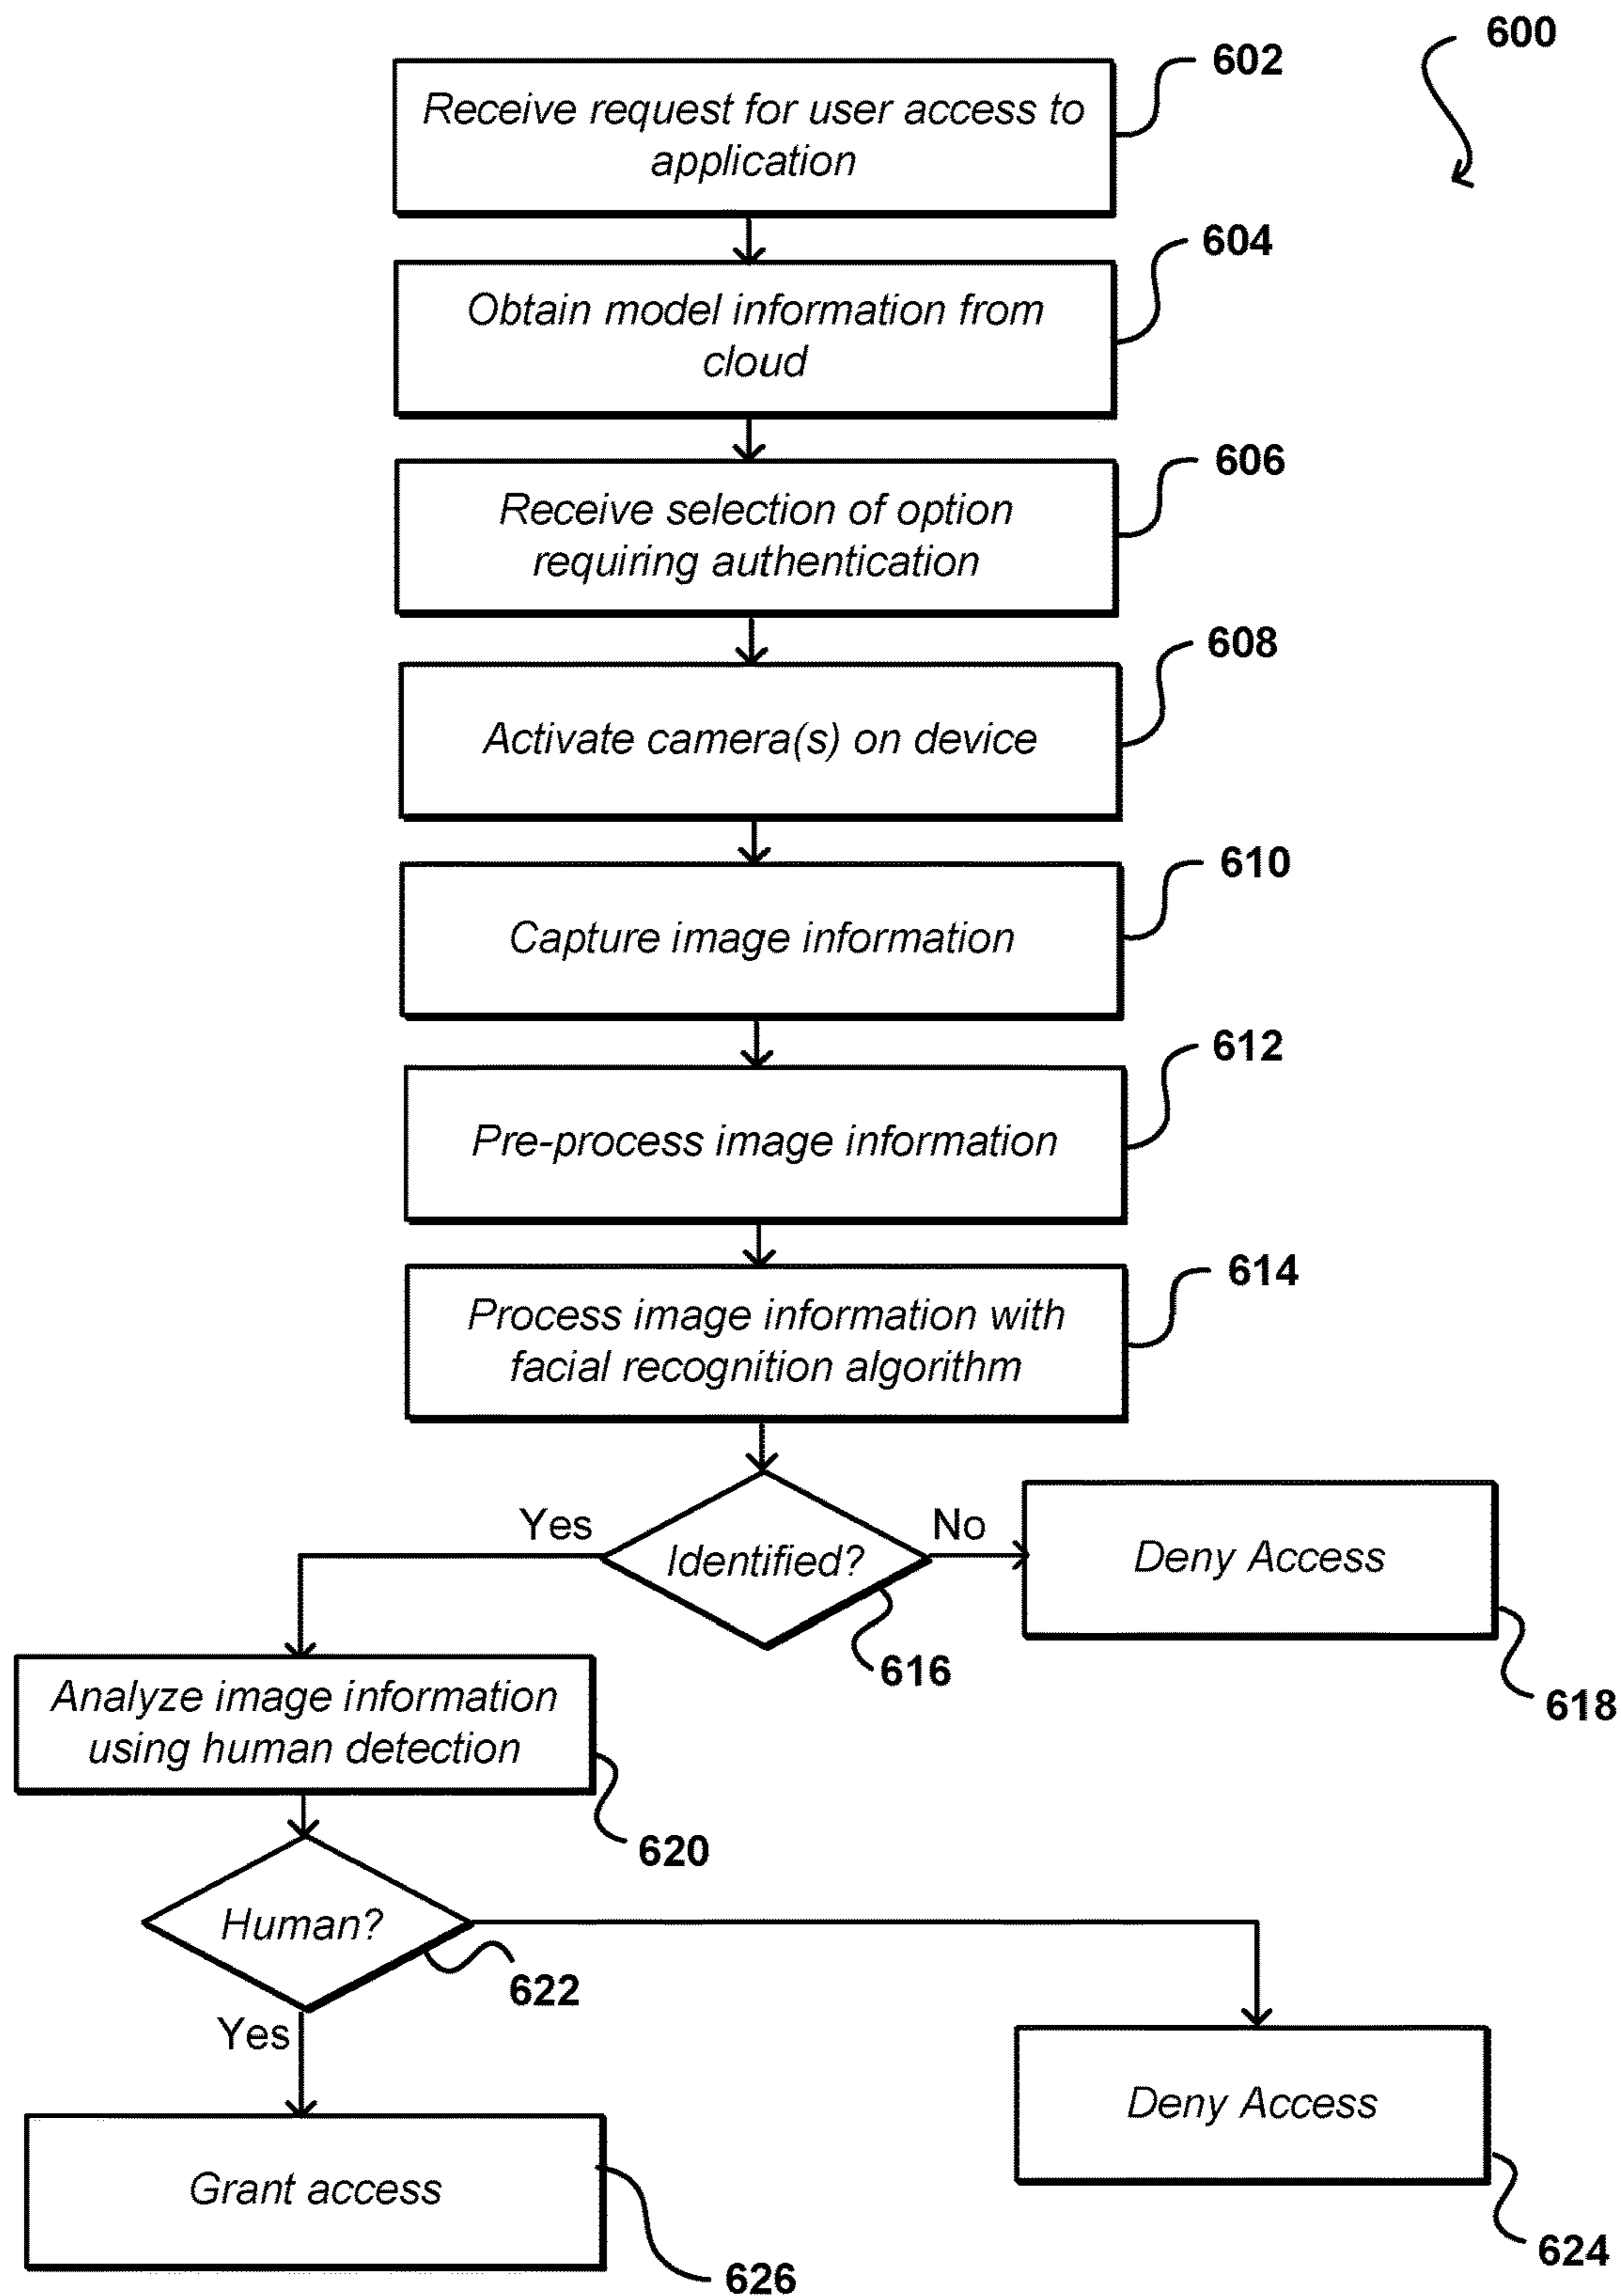 600
602
Receive request for user access to
application
604
Obtain model information from
cloud
606
Receive selection of option
requiring authentication
608
Activate camera(s) on device
610
Capture image information
612
Pre-process image information
614
Process image information with
facial recognition algorithm
Yes
Identified?
No
Deny Access
616
618
Analyze image information
using human detection
620
Human?
622
Yes
Deny Access
Grant access
624
626